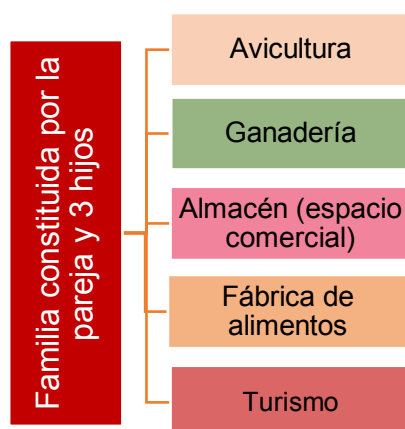 Familia constituida por la
pareja y 3 hijos
Avicultura
Ganadería
Almacén (espacio
comercial)
Fábrica de
alimentos
Turismo